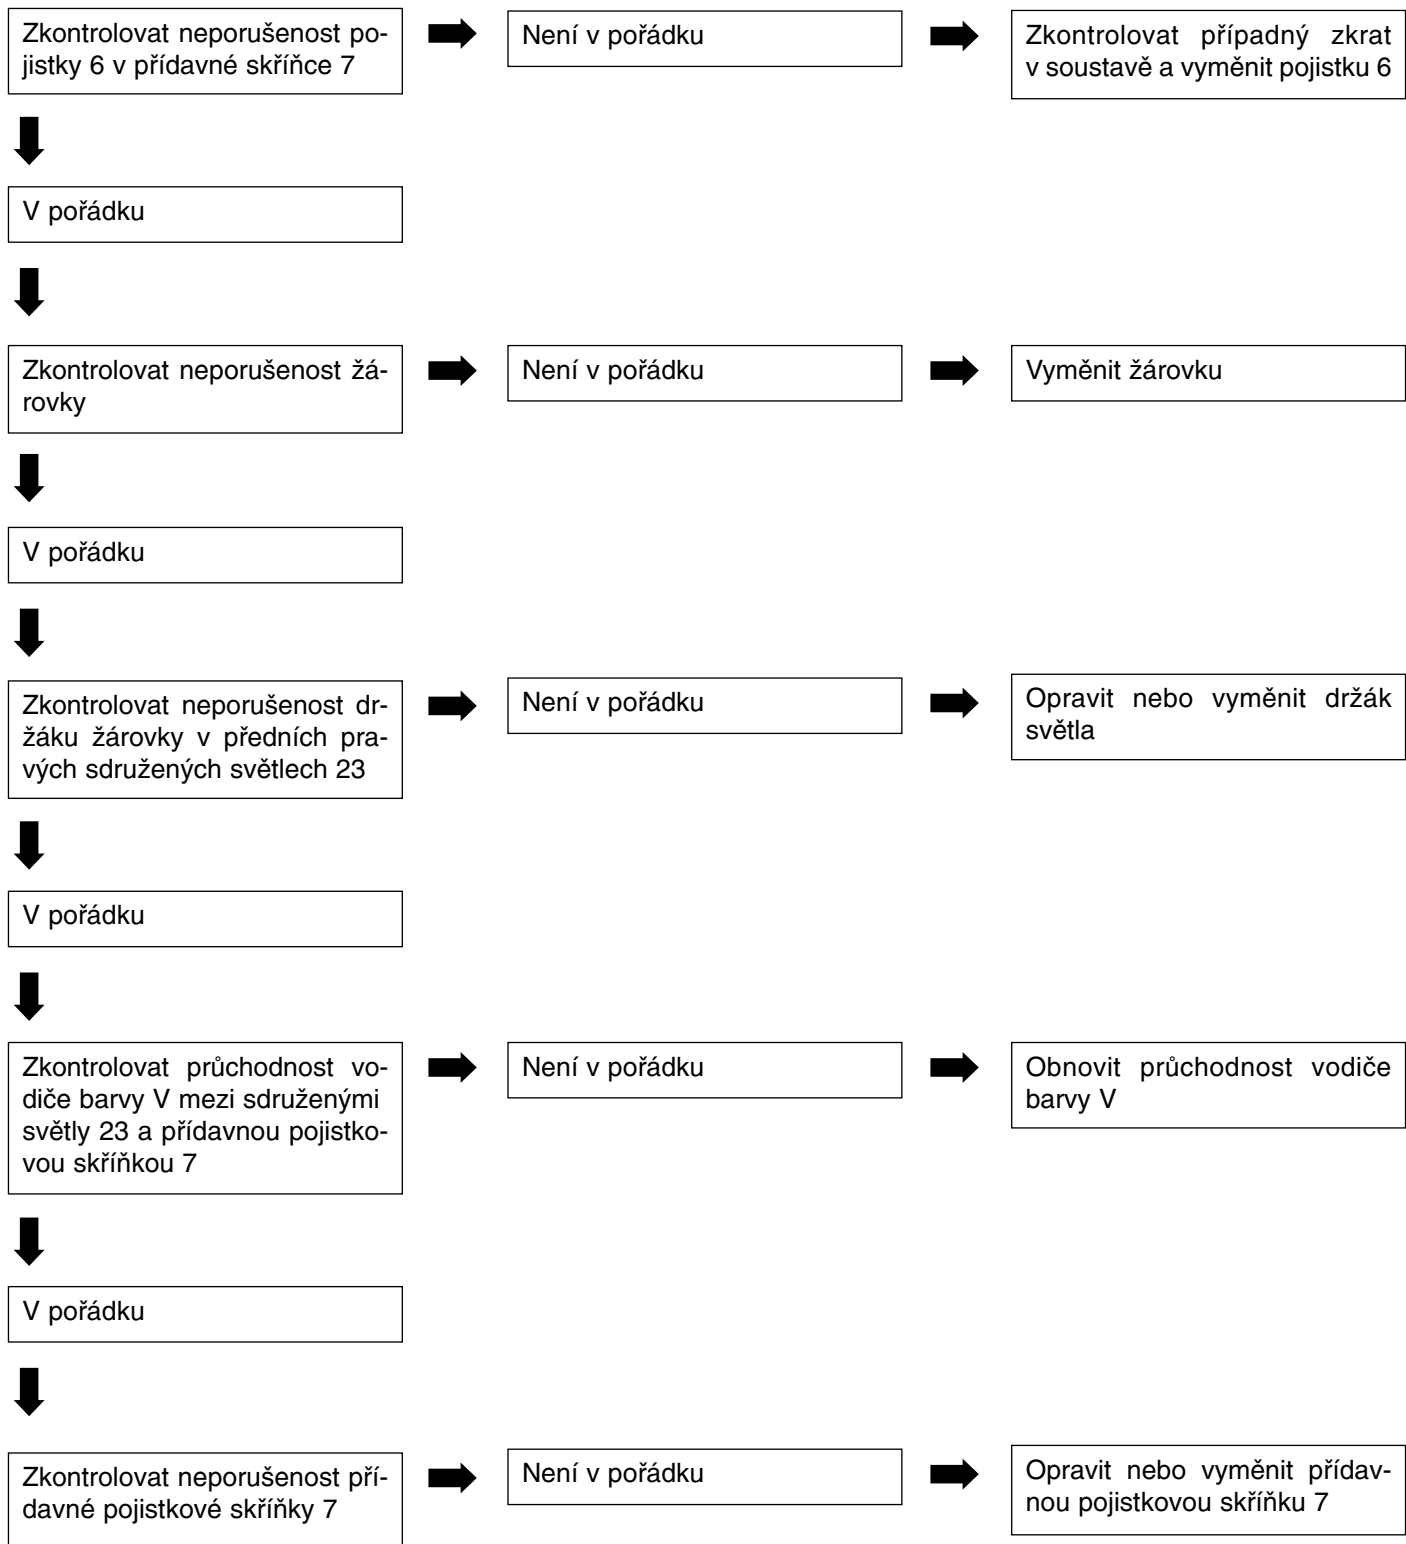 Zkontrolovat neporušenost po-
jistky 6 v přídavné skříňce 7
Není v pořádku
Zkontrolovat případný zkrat
v soustavě a vyměnit pojistku 6
V pořádku
Zkontrolovat neporušenost žá-
rovky
Není v pořádku
Vyměnit žárovku
V pořádku
Zkontrolovat neporušenost dr-
žáku žárovky v předních pra-
vých sdružených světlech 23
Není v pořádku
Opravit nebo vyměnit držák
světla
V pořádku
Zkontrolovat průchodnost vo-
diče barvy V mezi sdruženými
světly 23 a přídavnou pojistko-
vou skříňkou 7
Není v pořádku
Obnovit průchodnost vodiče
barvy V
V pořádku
Zkontrolovat neporušenost pří-
davné pojistkové skříňky 7
Není v pořádku
Opravit nebo vyměnit přídav-
nou pojistkovou skříňku 7